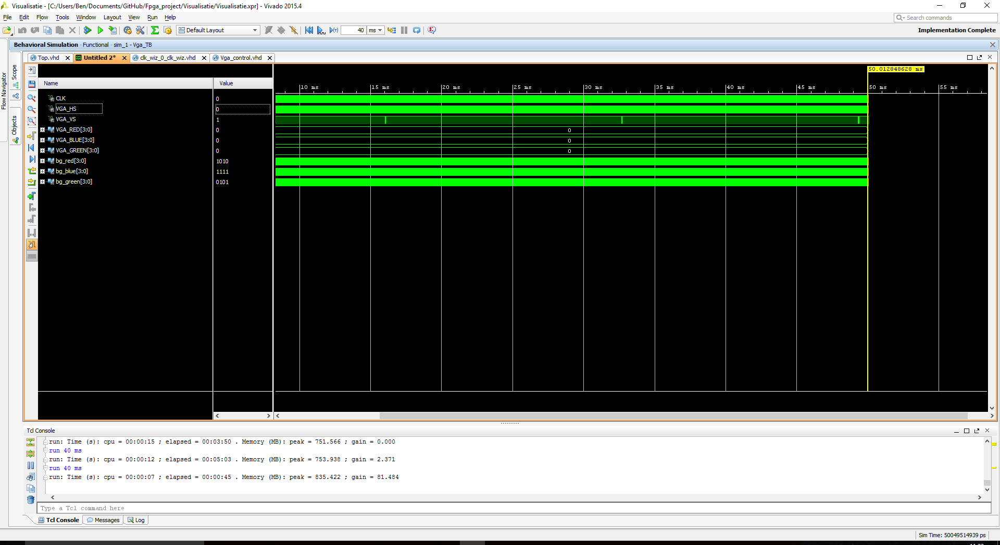 Visualisatie - [C:/Users/Ben/Documents/GitHub/Fpga_project/Visualisatie/Visualisatie.xpr] - Vivado 2015.4
File Edit Flow Tools Window Layout View Run Help
Search commands
Default Layout 40 ms Implementation Complete
Behavioral Simulation - Functional - sim_1 - Vga_TB
Flow Navigator
Scope
Objects
Top.vhd Untitled 2* clk_wiz_0_clk_wiz.vhd Vga_control.vhd
50.012848628 ms
Name Value
10 ms 15 ms 20 ms 25 ms 30 ms 35 ms 40 ms 45 ms 50 ms 55 ms
CLK 0
VGA_HS 0
VGA_VS 1
VGA_RED[3:0] 0 0
VGA_BLUE[3:0] 0 0
VGA_GREEN[3:0] 0 0
bg_red[3:0] 1010
bg_blue[3:0] 1111
bg_green[3:0] 0101
Tcl Console
run: Time (s): cpu = 00:00:15 ; elapsed = 00:03:50 . Memory (MB): peak = 751.566 ; gain = 0.000
run 40 ms
run: Time (s): cpu = 00:00:12 ; elapsed = 00:05:03 . Memory (MB): peak = 753.938 ; gain = 2.371
run 40 ms
run: Time (s): cpu = 00:00:07 ; elapsed = 00:00:45 . Memory (MB): peak = 835.422 ; gain = 81.484
Type a Tcl command here
Tcl Console Messages Log
Sim Time: 50049514939 ps